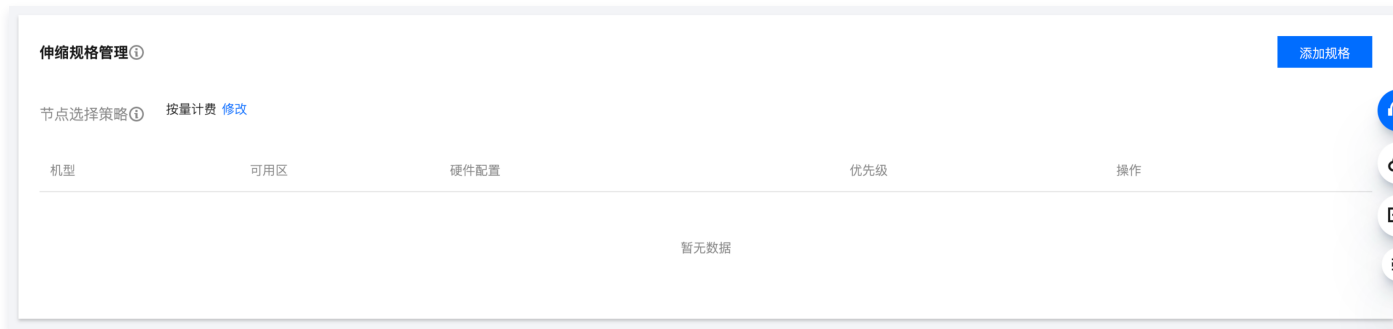 伸缩规格管理
添加规格
节点选择策略 按量计费 修改
机型 可用区 硬件配置 优先级 操作
暂无数据